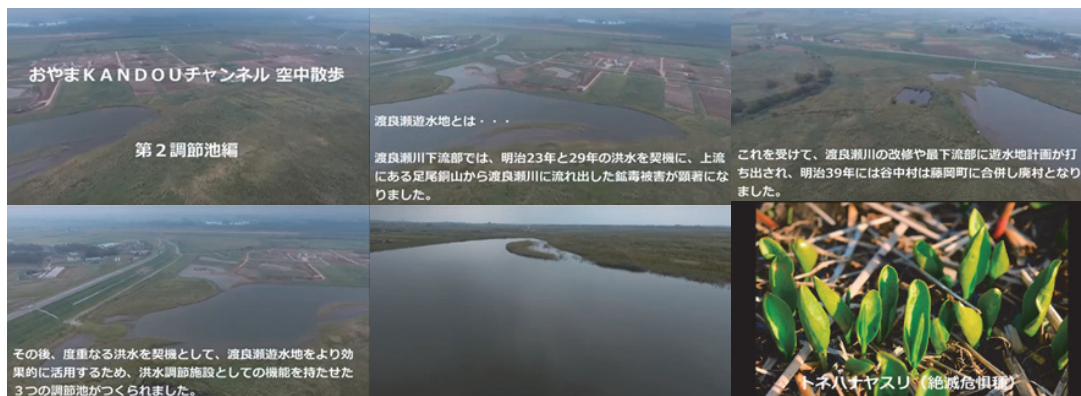 おやまＫＡＮＤＯＵチャンネル 空中散歩
第２調節池編
渡良瀬遊水地とは・・・
渡良瀬川下流部では、明治23年と29年の洪水を契機に、上流
にある足尾銅山から渡良瀬川に流れ出した鉱毒被害が顕著にな
りました。
これを受けて、渡良瀬川の改修や最下流部に遊水地計画が打
ち出され、明治39年には谷中村は藤岡町に合併し廃村となり
ました。
その後、度重なる洪水を契機として、渡良瀬遊水地をより効
果的に活用するため、洪水調節施設としての機能を持たせた
３つの調節池がつくられました。
トネハナヤスリ（絶滅危惧種）